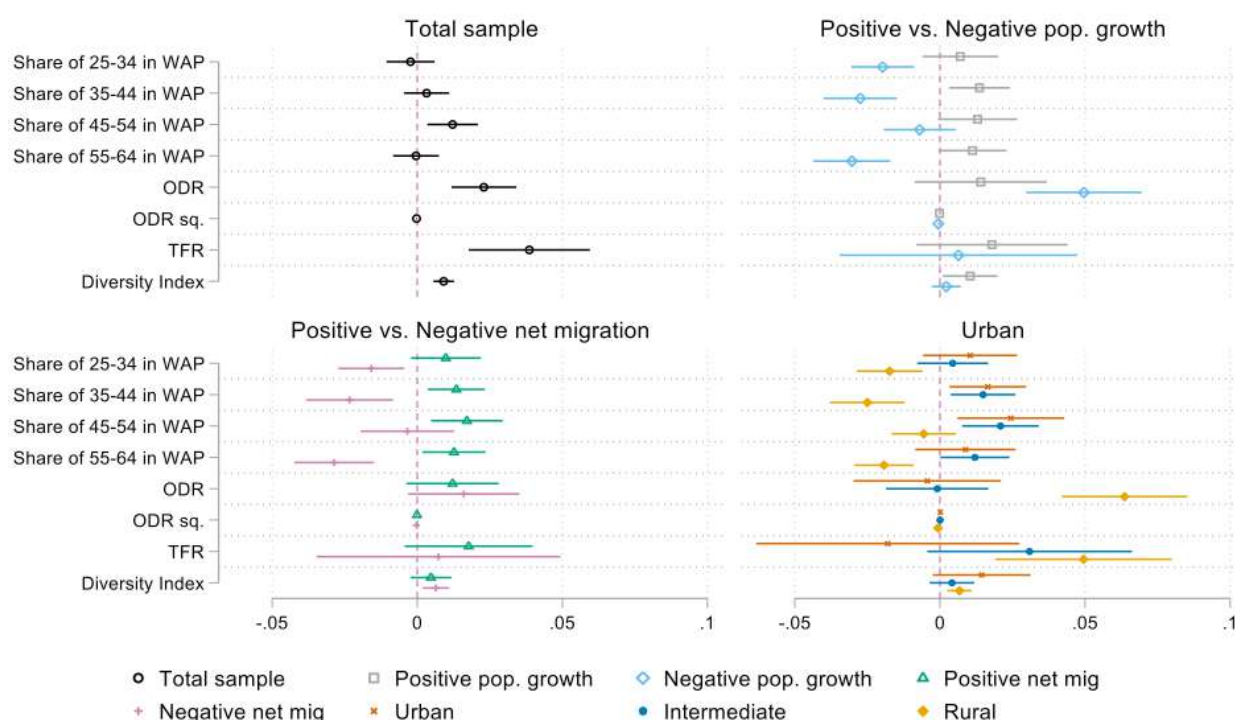 Total sample
Positive vs. Negative pop. growth
Share of 25-34 in WAP
Share of 35-44 in WAP
Share of 45-54 in WAP
Share of 55-64 in WAP
ODR
ODR sq.
TFR
Diversity Index
Positive vs. Negative net migration
Urban
Share of 25-34 in WAP
Share of 35-44 in WAP
Share of 45-54 in WAP
Share of 55-64 in WAP
ODR
ODR sq.
TFR
Diversity Index
-.05 0 .05 .1
-.05 0 .05 .1
Total sample Positive pop. growth Negative pop. growth Positive net mig
Negative net mig Urban Intermediate Rural